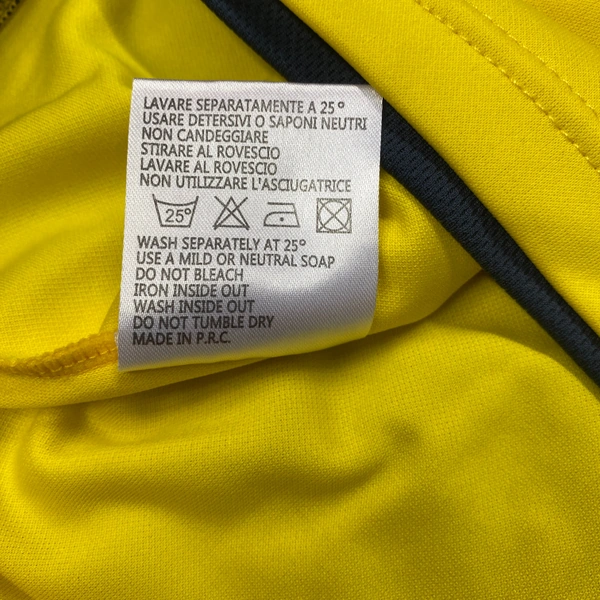 LAVARE SEPARATAMENTE A 25°
USARE DETERSIVI O SAPONI NEUTRI
NON CANDEGGIARE
STIRARE AL ROVESCIO
LAVARE AL ROVESCIO
NON UTILIZZARE L'ASCIUGATRICE
25°
WASH SEPARATELY AT 25°
USE A MILD OR NEUTRAL SOAP
DO NOT BLEACH
IRON INSIDE OUT
WASH INSIDE OUT
DO NOT TUMBLE DRY
MADE IN P.R.C.